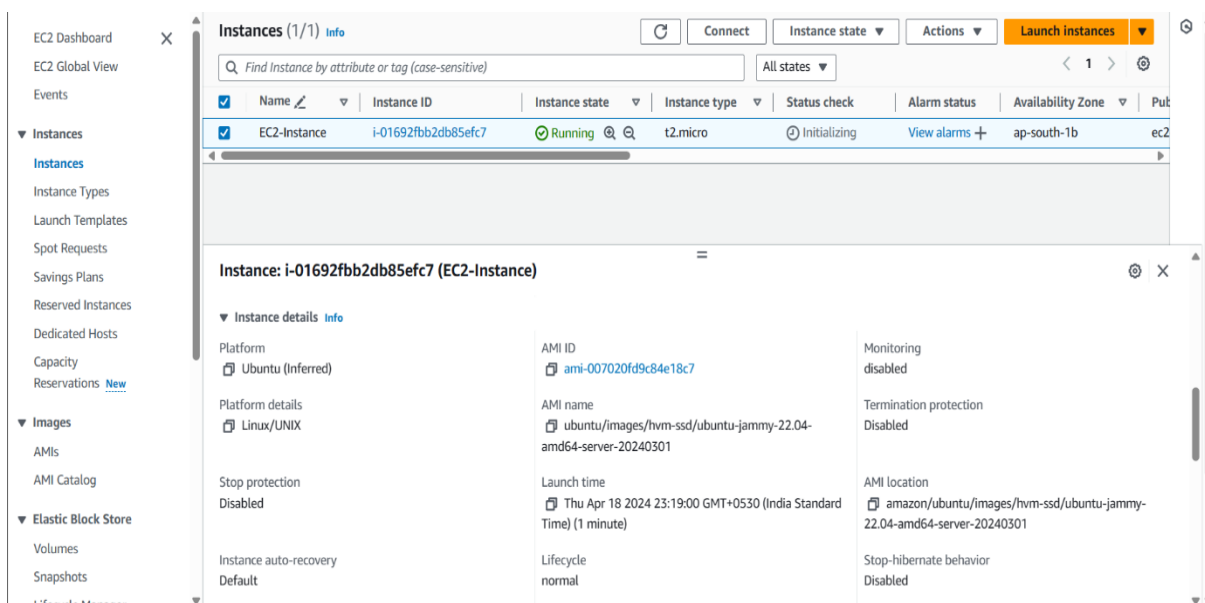 EC2 Dashboard
EC2 Global View
Events
Instances
Instances
Instance Types
Launch Templates
Spot Requests
Savings Plans
Reserved Instances
Dedicated Hosts
Capacity
Reservations New
Images
AMIs
AMI Catalog
Elastic Block Store
Volumes
Snapshots
Instances (1/1) Info
Connect
Instance state
Actions
Launch instances
Find Instance by attribute or tag (case-sensitive)
All states
1
Name Instance ID Instance state Instance type Status check Alarm status Availability Zone Pub
EC2-Instance i-01692fbb2db85efc7 Running t2.micro Initializing View alarms + ap-south-1b ec2
Instance: i-01692fbb2db85efc7 (EC2-Instance)
Instance details Info
Platform
Ubuntu (Inferred)
AMI ID
ami-007020fd9c84e18c7
Monitoring
disabled
Platform details
Linux/UNIX
AMI name
ubuntu/images/hvm-ssd/ubuntu-jammy-22.04-
amd64-server-20240301
Termination protection
Disabled
Stop protection
Disabled
Launch time
Thu Apr 18 2024 23:19:00 GMT+0530 (India Standard
Time) (1 minute)
AMI location
amazon/ubuntu/images/hvm-ssd/ubuntu-jammy-
22.04-amd64-server-20240301
Instance auto-recovery
Default
Lifecycle
normal
Stop-hibernate behavior
Disabled